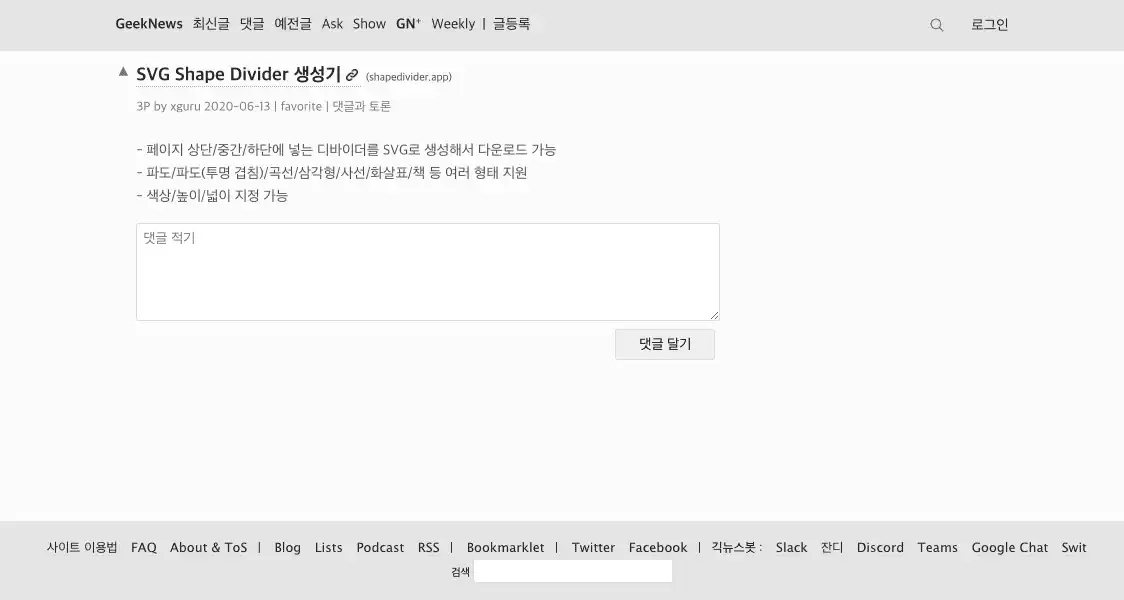 GeekNews 최신글 댓글 예전글 Ask Show GN+ Weekly | 글등록 로그인
▲ SVG Shape Divider 생성기 (shapedivider.app)
3P by xguru 2020-06-13 | favorite | 댓글과 토론
- 페이지 상단/중간/하단에 넣는 디바이더를 SVG로 생성해서 다운로드 가능
- 파도/파도(투명 겹침)/곡선/삼각형/사선/화살표/책 등 여러 형태 지원
- 색상/높이/넓이 지정 가능
댓글 적기
댓글 달기
사이트 이용법 FAQ About & ToS | Blog Lists Podcast RSS | Bookmarklet | Twitter Facebook | 긱뉴스봇 : Slack 잔디 Discord Teams Google Chat Swit
검색